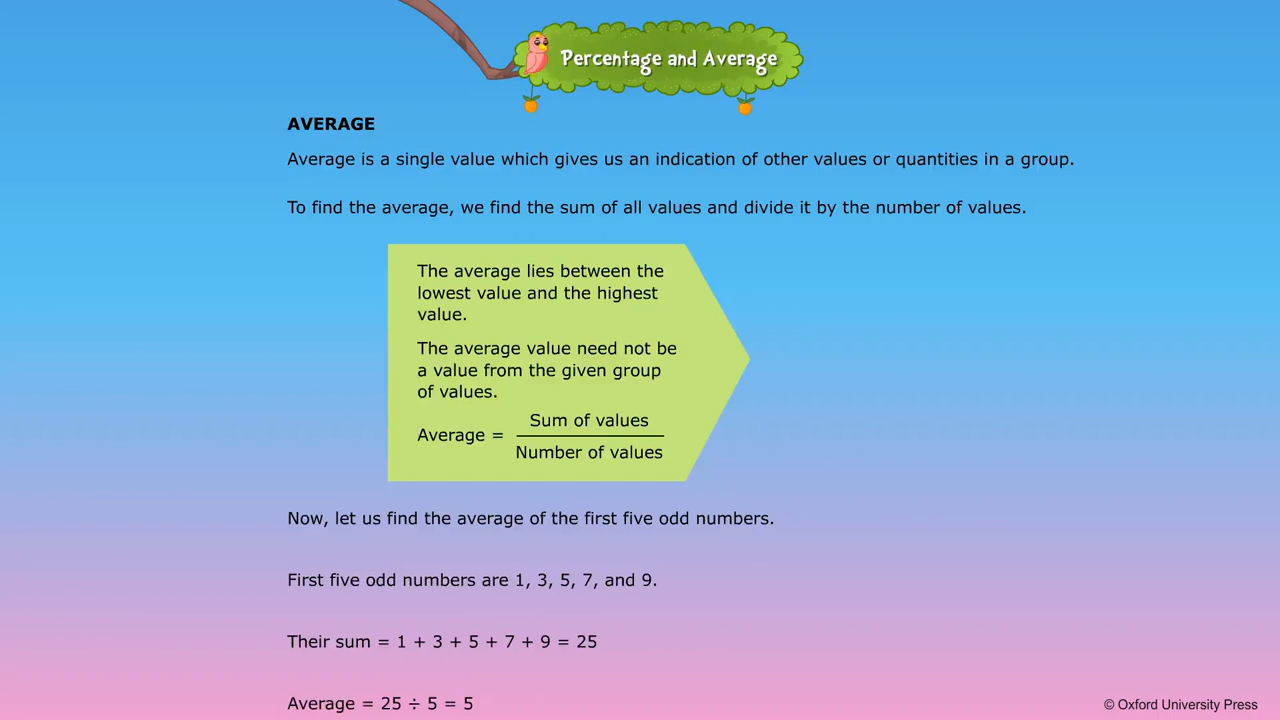 Percentage and Average
AVERAGE
Average is a single value which gives us an indication of other values or quantities in a group.
To find the average, we find the sum of all values and divide it by the number of values.
The average lies between the
lowest value and the highest
value.
The average value need not be
a value from the given group
of values.
Average = Sum of values
Number of values
Now, let us find the average of the first five odd numbers.
First five odd numbers are 1, 3, 5, 7, and 9.
Their sum = 1 + 3 + 5 + 7 + 9 = 25
Average = 25 ÷ 5 = 5
© Oxford University Press